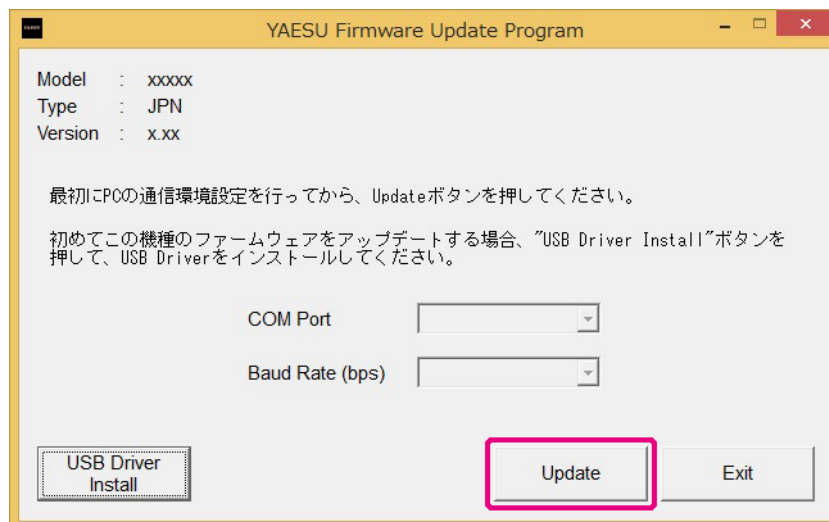 YAESU Firmware Update Program
Model : xxxxx
Type : JPN
Version : x.xx
最初にPCの通信環境設定を行ってから、Updateボタンを押してください。
初めてこの機種のファームウェアをアップデートする場合、"USB Driver Install"ボタンを
押して、USB Driverをインストールしてください。
COM Port
Baud Rate (bps)
USB Driver
Install
Update
Exit